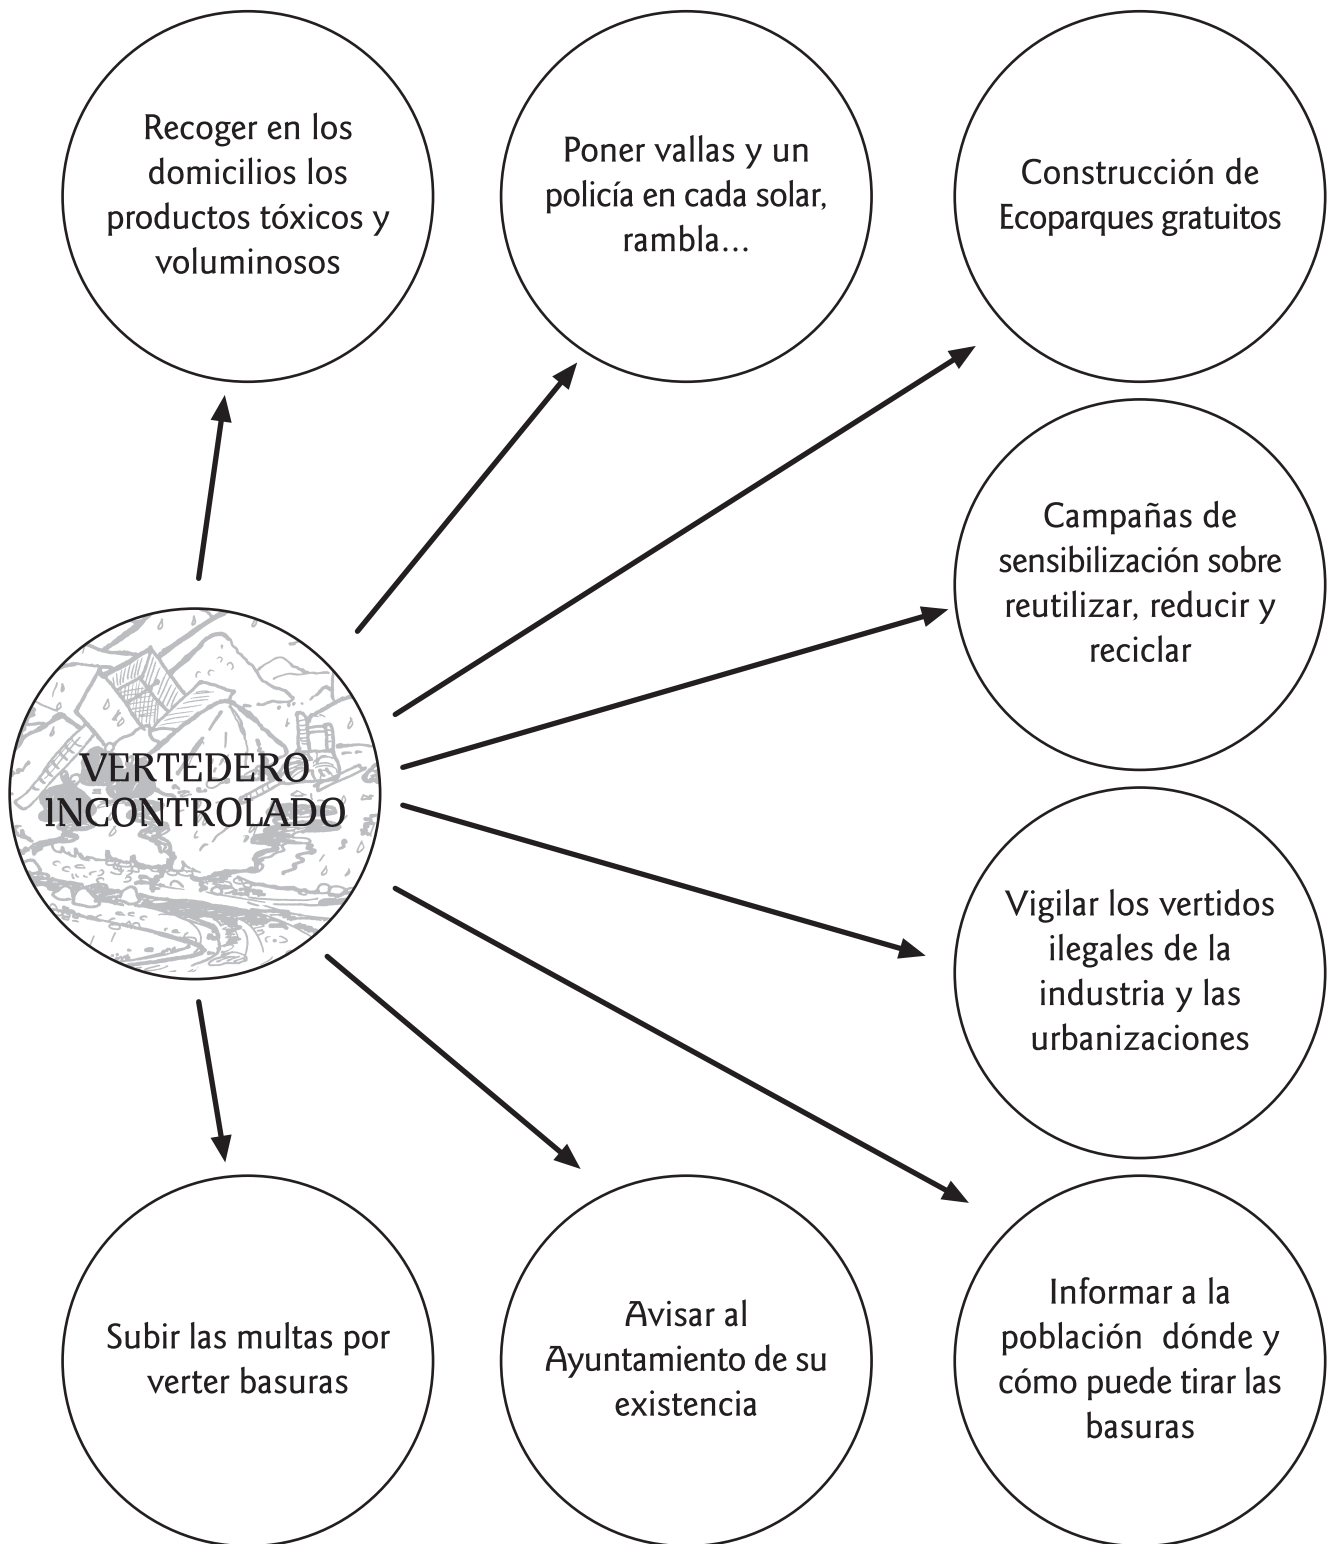 Recoger en los
domicilios los
productos tóxicos y
voluminosos
Poner vallas y un
policía en cada solar,
rambla...
Construcción de
Ecoparques gratuitos
Campañas de
sensibilización sobre
reutilizar, reducir y
reciclar
VERTEDERO
INCONTROLADO
Vigilar los vertidos
ilegales de la
industria y las
urbanizaciones
Subir las multas por
verter basuras
Avisar al
Ayuntamiento de su
existencia
Informar a la
población  dónde y
cómo puede tirar las
basuras